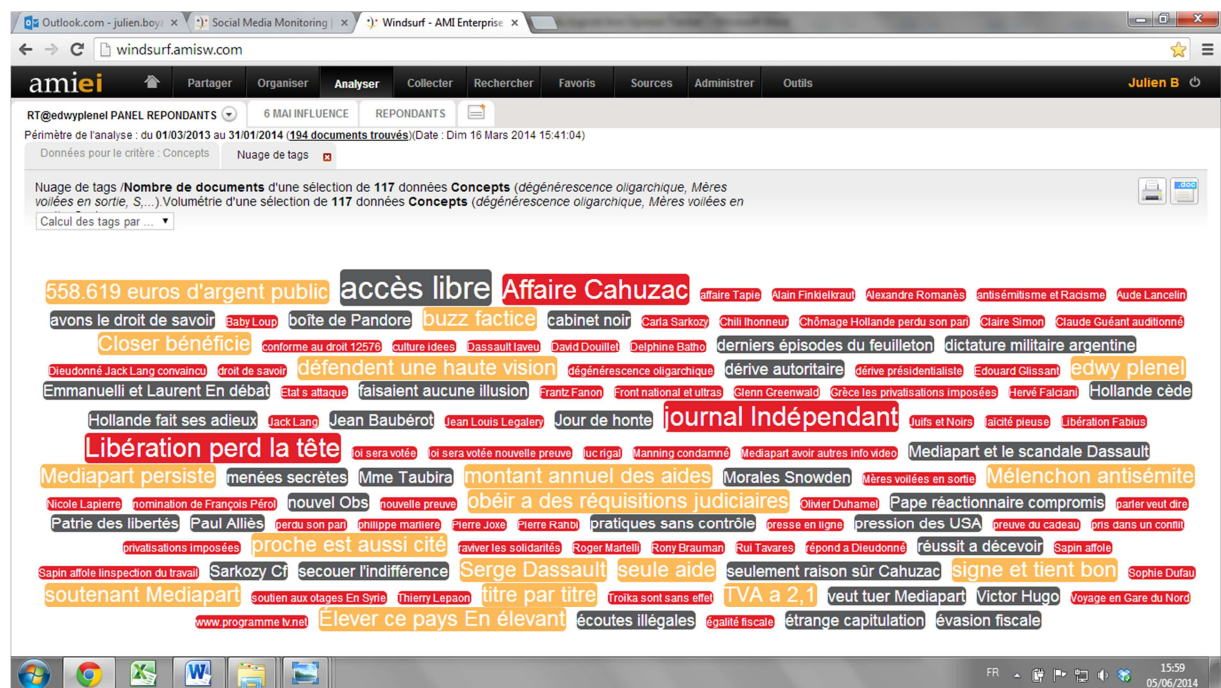 Outlook.com - julien.boya
Social Media Monitoring |
Windsurf - AMI Enterprise
windsurf.amisw.com
amiei Partager Organiser Analyser Collecter Rechercher Favoris Sources Administrer Outils Julien B
RT@edwyplenel PANEL REPONDANTS 6 MAI INFLUENCE REPONDANTS
Périmètre de l'analyse : du 01/03/2013 au 31/01/2014 (194 documents trouvés)(Date : Dim 16 Mars 2014 15:41:04)
Données pour le critère : Concepts Nuage de tags
Nuage de tags /Nombre de documents d'une sélection de 117 données Concepts (dégénérescence oligarchique, Mères
voilées en sortie, S,...).Volumétrie d'une sélection de 117 données Concepts (dégénérescence oligarchique, Mères voilées en
Calcul des tags par ...
.doc
558.619 euros d'argent public accès libre Affaire Cahuzac affaire Tapie Alain Finkielkraut Alexandre Romanès antisémitisme et Racisme Aude Lancelin
avons le droit de savoir Baby Loup boîte de Pandore buzz factice cabinet noir Carla Sarkozy Chili lhonneur Chômage Hollande perdu son pari Claire Simon Claude Guéant auditionné
Closer bénéficie conforme au droit 12576 culture idees Dassault laveu David Douillet Delphine Batho derniers épisodes du feuilleton dictature militaire argentine
Dieudonné Jack Lang convaincu droit de savoir défendent une haute vision dégénérescence oligarchique dérive autoritaire dérive présidentialiste Edouard Glissant edwy plenel
Emmanuelli et Laurent En débat Etat s attaque faisaient aucune illusion Frantz Fanon Front national et ultras Glenn Greenwald Grèce les privatisations imposées Hervé Falciani Hollande cède
Hollande fait ses adieux Jack Lang Jean Baubérot Jean Louis Legalery Jour de honte journal Indépendant Juifs et Noirs laïcité pieuse Libération Fabius
Libération perd la tête loi sera votée loi sera votée nouvelle preuve luc rigal Manning condamné Mediapart avoir autres info video Mediapart et le scandale Dassault
Mediapart persiste menées secrètes Mme Taubira montant annuel des aides Morales Snowden Mères voilées en sortie Mélenchon antisémite
Nicole Lapierre nomination de François Pérol nouvel Obs nouvelle preuve obéir a des réquisitions judiciaires Olivier Duhamel Pape réactionnaire compromis parler veut dire
Patrie des libertés Paul Alliès perdu son pari philippe marliere Pierre Joxe Pierre Rahbi pratiques sans contrôle presse en ligne pression des USA preuve du cadeau pris dans un conflit
privatisations imposées proche est aussi cité raviver les solidarités Roger Martelli Rony Brauman Rui Tavares répond a Dieudonné réussit a décevoir Sapin affole
Sapin affole linspection du travail Sarkozy Cf secouer l'indifférence Serge Dassault seule aide seulement raison sûr Cahuzac signe et tient bon Sophie Dufau
soutenant Mediapart soutien aux otages En Syrie Thierry Lepaon titre par titre Troïka sont sans effet TVA a 2,1 veut tuer Mediapart Victor Hugo Voyage en Gare du Nord
www.programme tv.net Élever ce pays En élevant écoutes illégales égalité fiscale étrange capitulation évasion fiscale
FR 15:59
05/06/2014